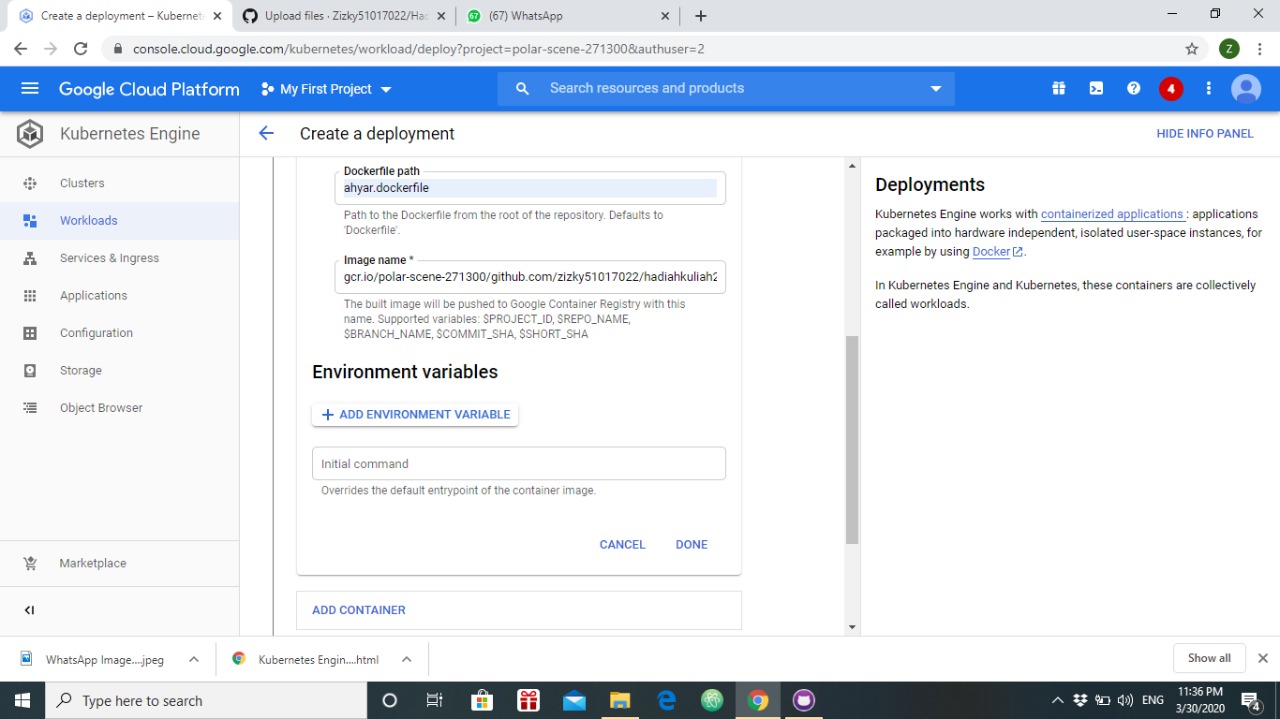 Create a deployment – Kubernete
Upload files · Zizky51017022/Had
(67) WhatsApp
console.cloud.google.com/kubernetes/workload/deploy?project=polar-scene-271300&authuser=2
Z
Google Cloud Platform
My First Project
Search resources and products
4
Kubernetes Engine
Create a deployment
HIDE INFO PANEL
Clusters
Workloads
Services & Ingress
Applications
Configuration
Storage
Object Browser
Marketplace
Dockerfile path
ahyar.dockerfile
Path to the Dockerfile from the root of the repository. Defaults to
'Dockerfile'.
Image name *
gcr.io/polar-scene-271300/github.com/zizky51017022/hadiahkuliah2
The built image will be pushed to Google Container Registry with this
name. Supported variables: $PROJECT_ID, $REPO_NAME,
$BRANCH_NAME, $COMMIT_SHA, $SHORT_SHA
Environment variables
ADD ENVIRONMENT VARIABLE
Initial command
Overrides the default entrypoint of the container image.
CANCEL DONE
ADD CONTAINER
Deployments
Kubernetes Engine works with containerized applications : applications
packaged into hardware independent, isolated user-space instances, for
example by using Docker.
In Kubernetes Engine and Kubernetes, these containers are collectively
called workloads.
WhatsApp Image....jpeg
Kubernetes Engin....html
Show all
Type here to search
ENG
11:36 PM
3/30/2020
4